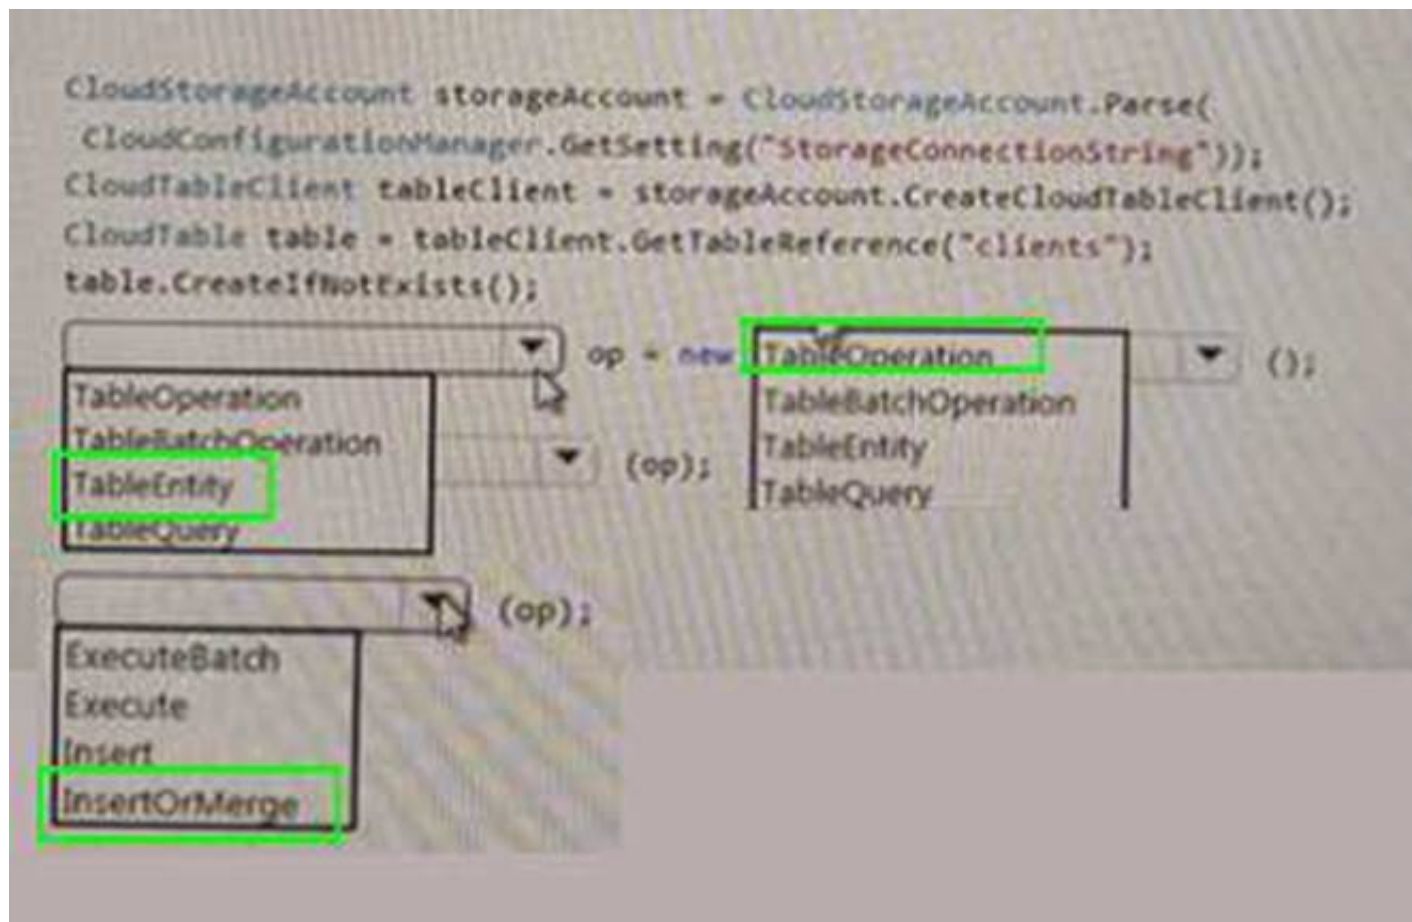 CloudStorageAccount storageAccount = CloudStorageAccount.Parse(
CloudConfigurationManager.GetSetting("StorageConnectionString"));
CloudTableClient tableClient = storageAccount.CreateCloudTableClient();
CloudTable table = tableClient.GetTableReference("clients");
table.CreateIfNotExists();
op = new TableOperation ();
TableOperation
TableBatchOperation
TableEntity
TableQuery
TableBatchOperation
TableEntity
TableQuery
(op);
(op);
ExecuteBatch
Execute
Insert
InsertOrMerge